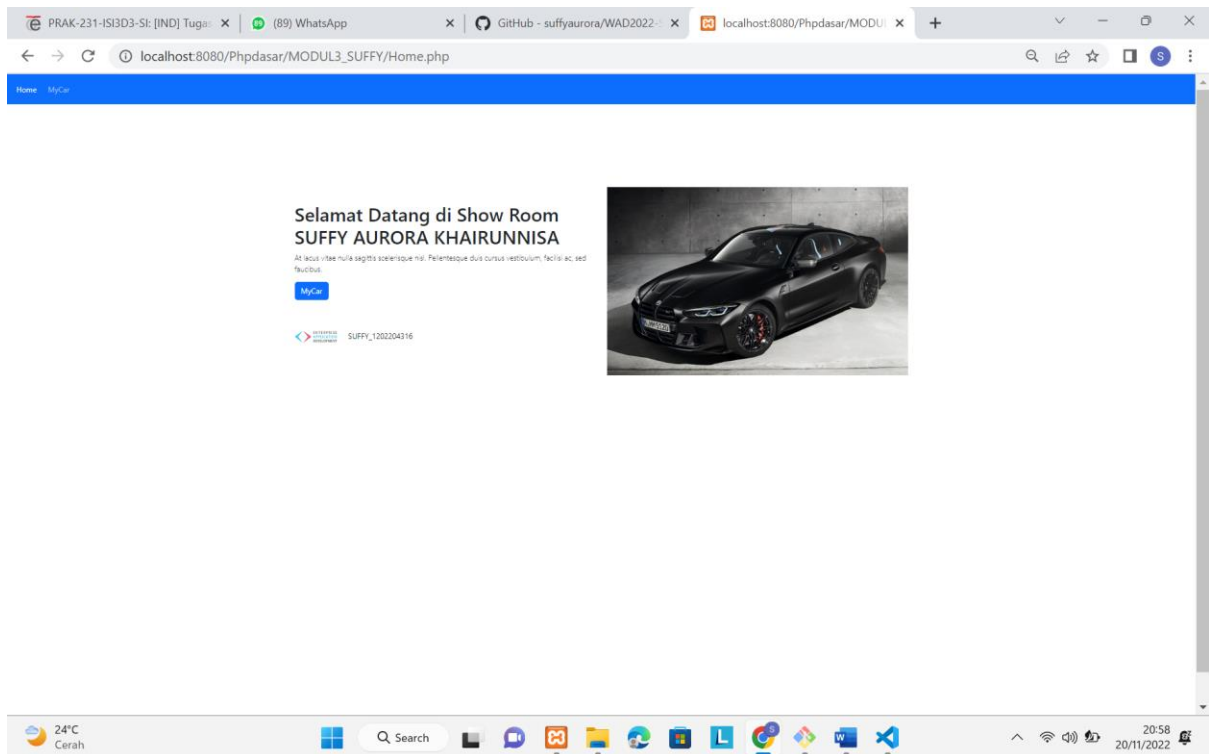 PRAK-231-ISI3D3-SI: [IND] Tugas
(89) WhatsApp
GitHub - suffyaurora/WAD2022-
localhost:8080/Phpdasar/MODU
localhost:8080/Phpdasar/MODUL3_SUFFY/Home.php
S
Home MyCar
Selamat Datang di Show Room
SUFFY AURORA KHAIRUNNISA
At lacus vitae nulla sagittis scelerisque nisl. Pellentesque duis cursus vestibulum, facilisi ac, sed
faucibus.
MyCar
SUFFY_1202204316
24°C
Cerah
Search
20:58
20/11/2022